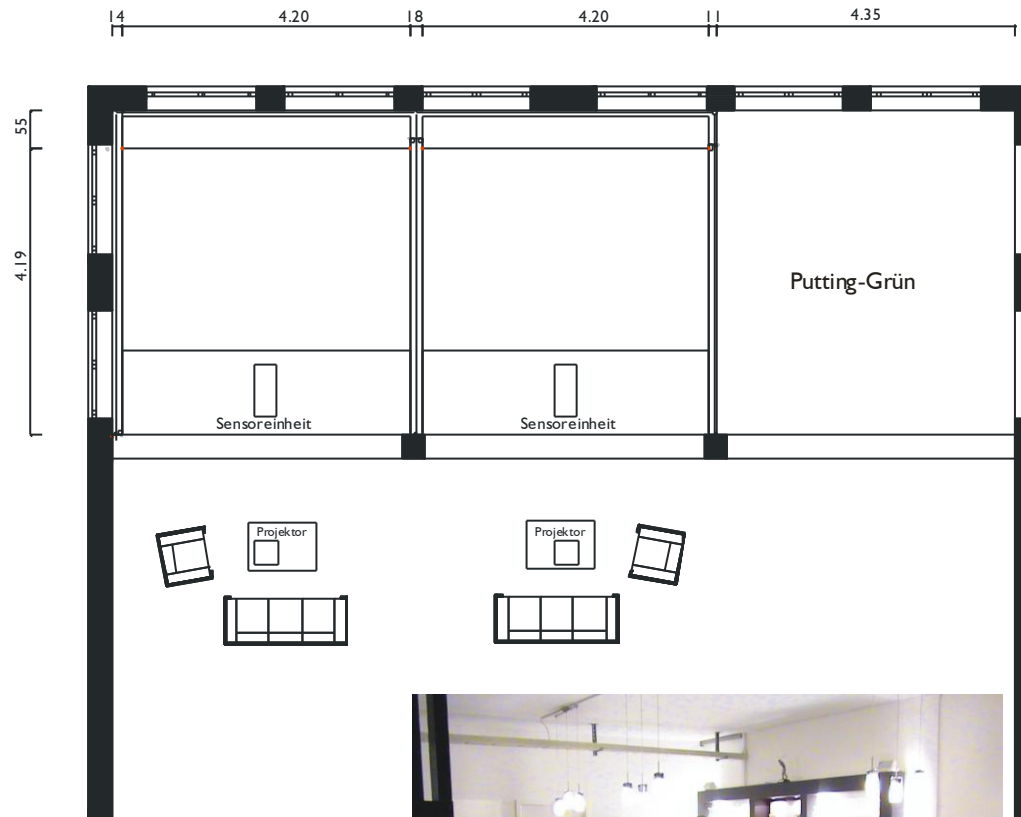 14 4.20 18 4.20 11 4.35
55
4.19
Putting-Grün
Sensoreinheit Sensoreinheit
Projektor Projektor